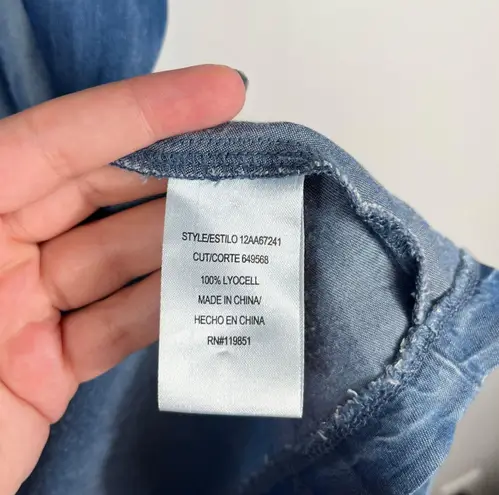 STYLE/ESTILO 12AA67241
CUT/CORTE 649568
100% LYOCELL
MADE IN CHINA/
HECHO EN CHINA
RN#119851